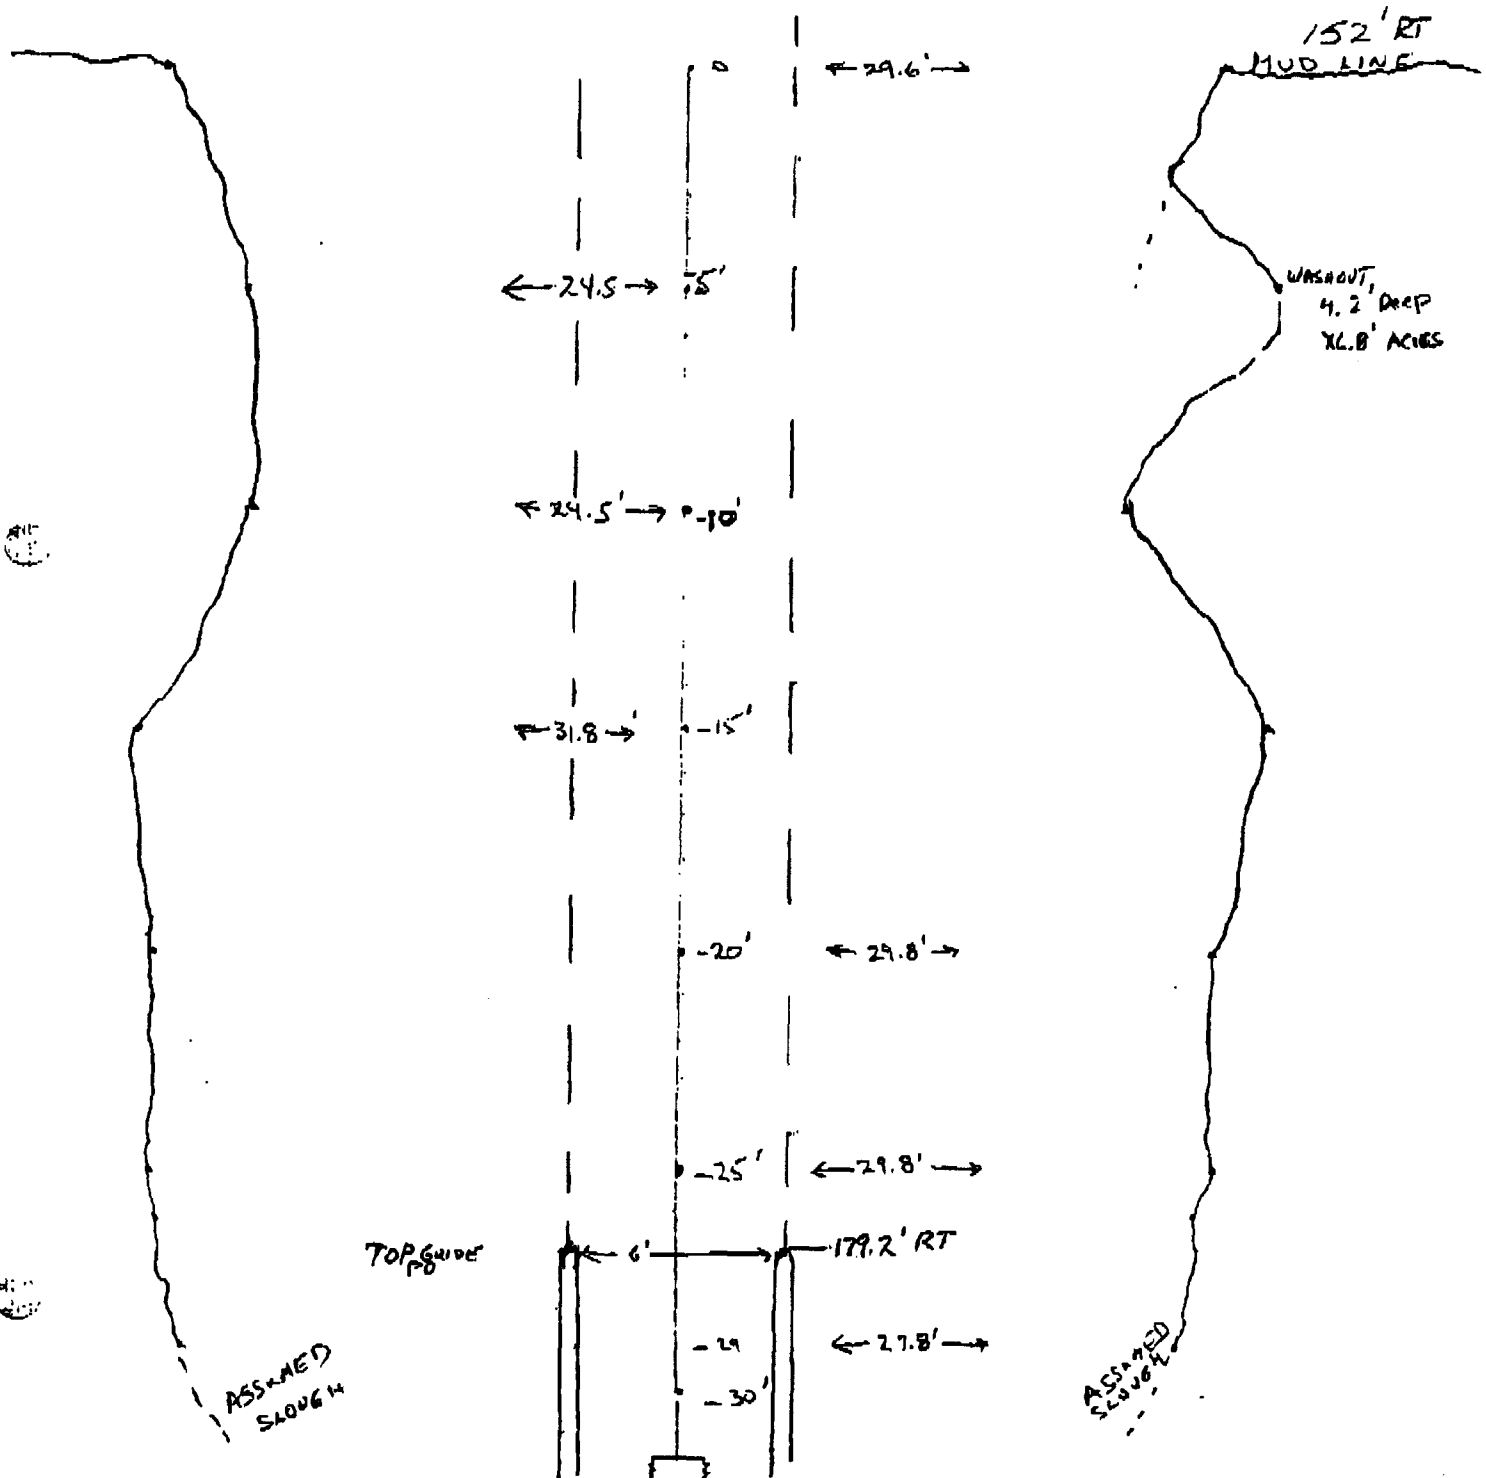 152' RT
MUD LINE
0
29.6'
24.5
5'
WASHOUT,
4.2' DEEP
24.5'
-10'
31.8'
-15'
-20'
29.8'
-25'
29.8'
TOP GUIDE
6'
179.2' RT
-29
27.8'
-30'
ASSUMED
SLOUGH
ASSUMED
SLOUGH